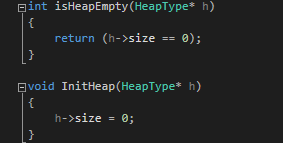 int isHeapEmpty(HeapType* h)
{
return (h->size == 0);
}
void InitHeap(HeapType* h)
{
h->size = 0;
}